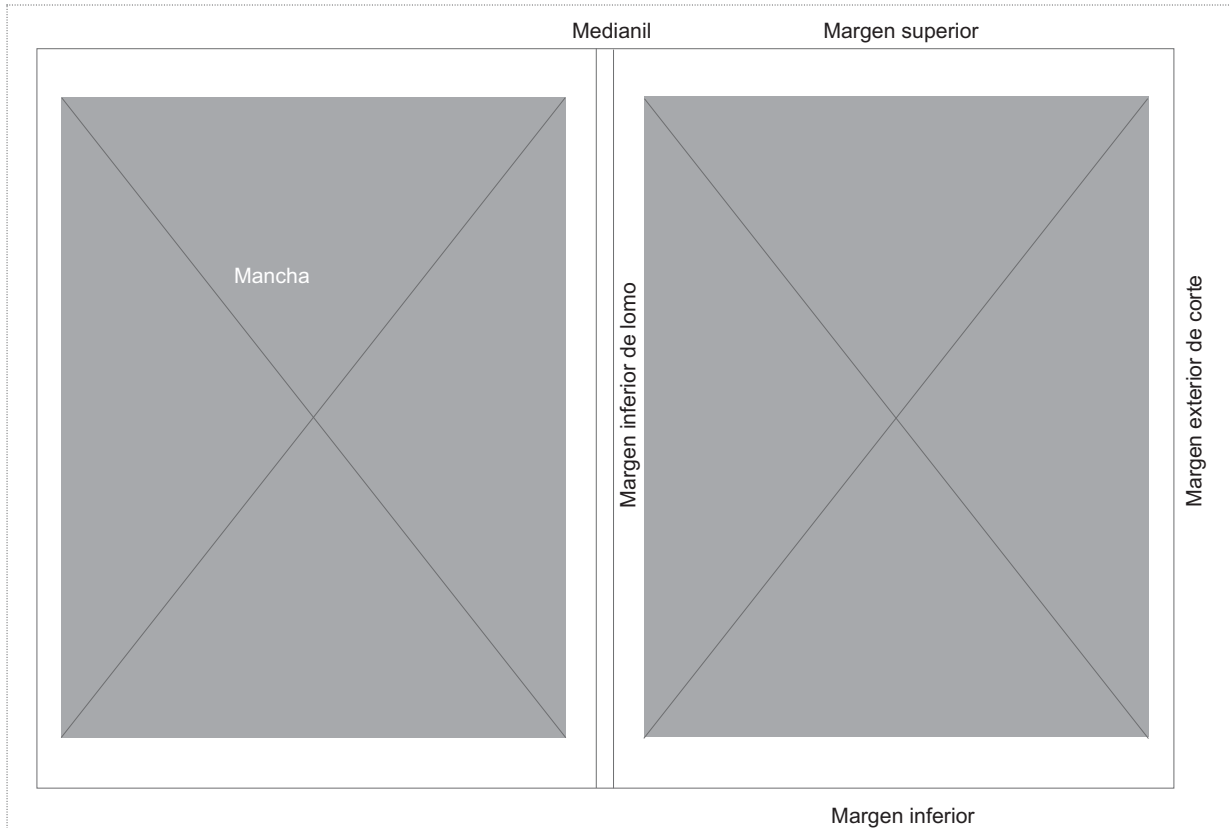 Medianil
Margen superior
Mancha
Margen inferior de lomo
Margen exterior de corte
Margen inferior